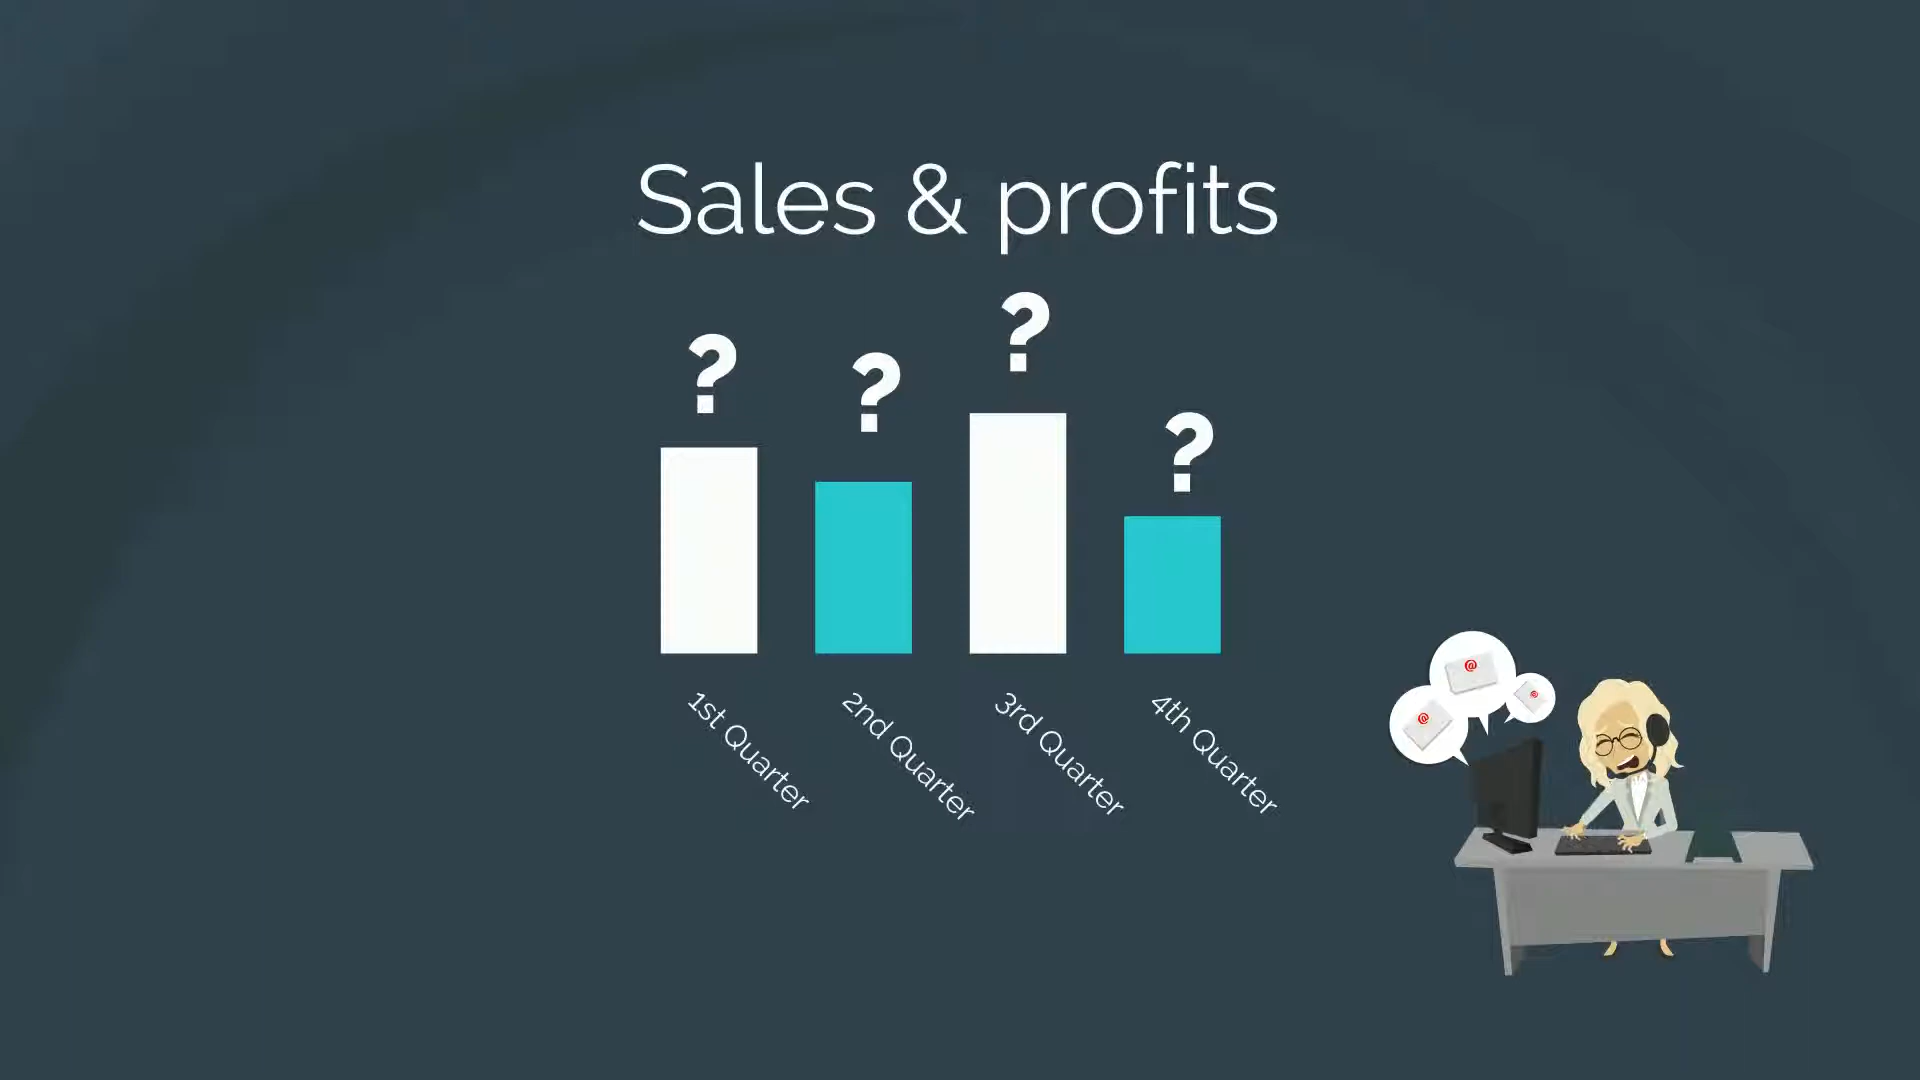 Sales & profits
?
?
?
?
1st Quarter
2nd Quarter
3rd Quarter
4th Quarter
@
@
@